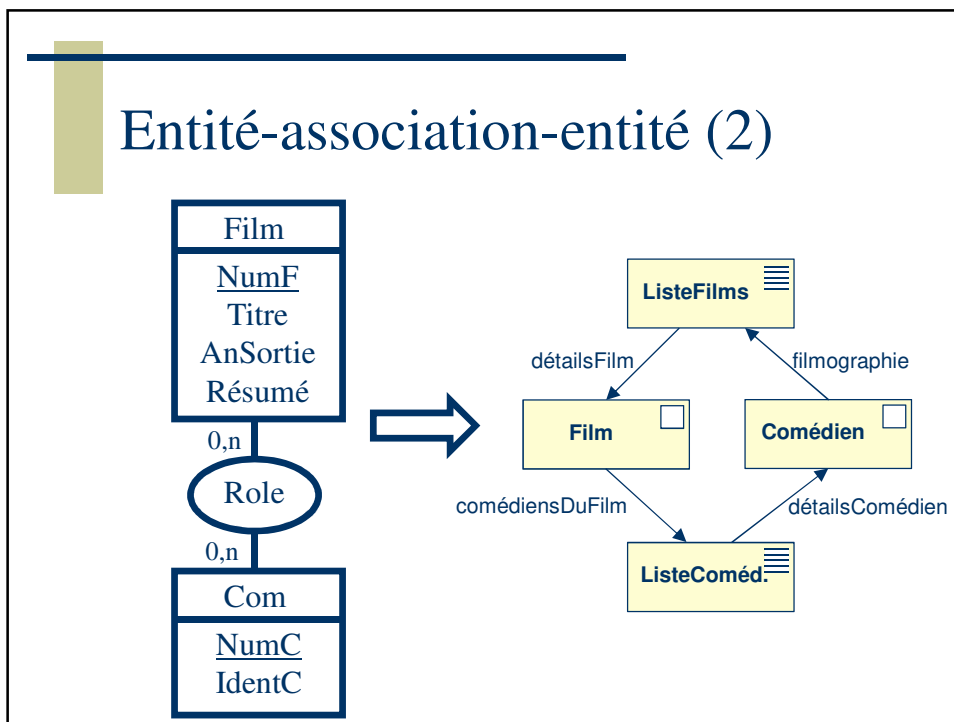 Entité-association-entité (2)
Film
NumF
Titre
AnSortie
Résumé
0,n
Role
0,n
Com
NumC
IdentC
ListeFilms
détailsFilm
filmographie
Film
Comédien
comédiensDuFilm
détailsComédien
ListeComéd.